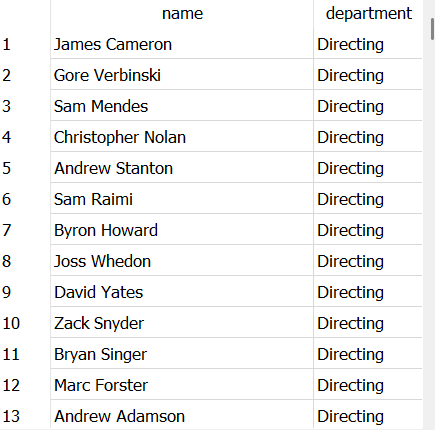 name department
1 James Cameron Directing
2 Gore Verbinski Directing
3 Sam Mendes Directing
4 Christopher Nolan Directing
5 Andrew Stanton Directing
6 Sam Raimi Directing
7 Byron Howard Directing
8 Joss Whedon Directing
9 David Yates Directing
10 Zack Snyder Directing
11 Bryan Singer Directing
12 Marc Forster Directing
13 Andrew Adamson Directing